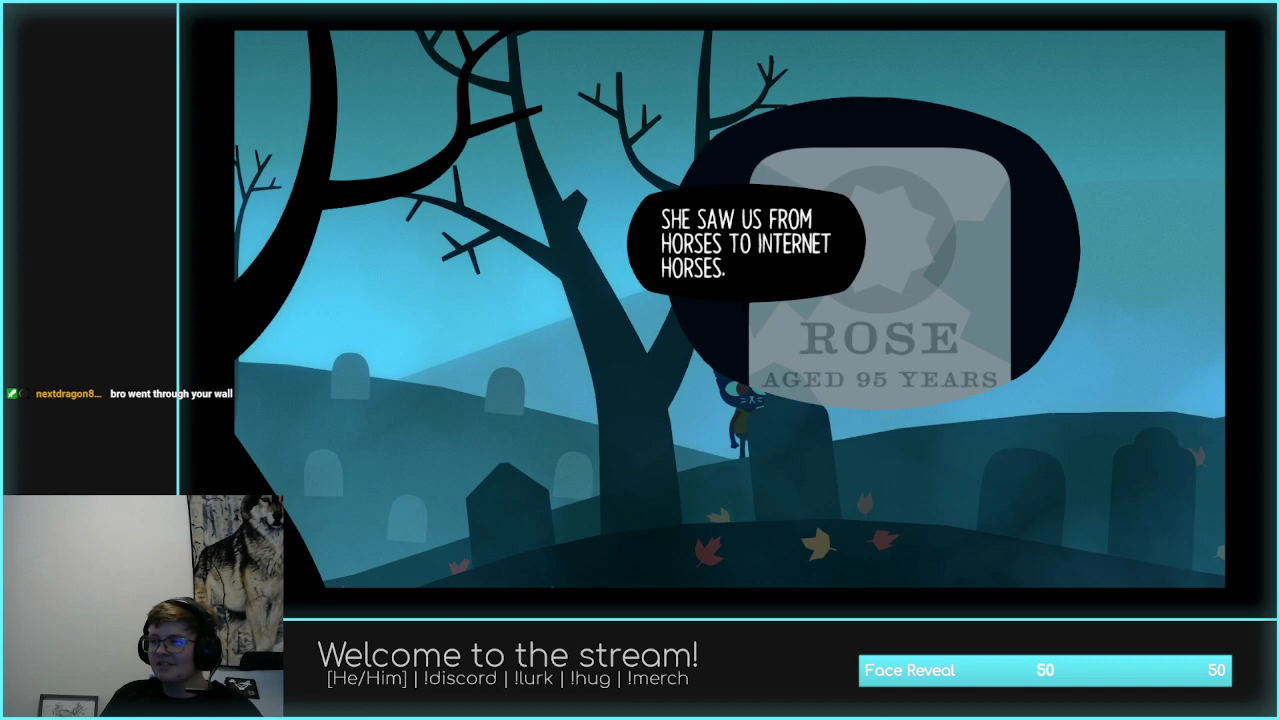 SHE SAW US FROM
HORSES TO INTERNET
HORSES.
ROSE
AGED 95 YEARS
nextdragon8... bro went through your wall
Welcome to the stream!
[He/Him] | !discord | !lurk | !hug | !merch
Face Reveal 50 50